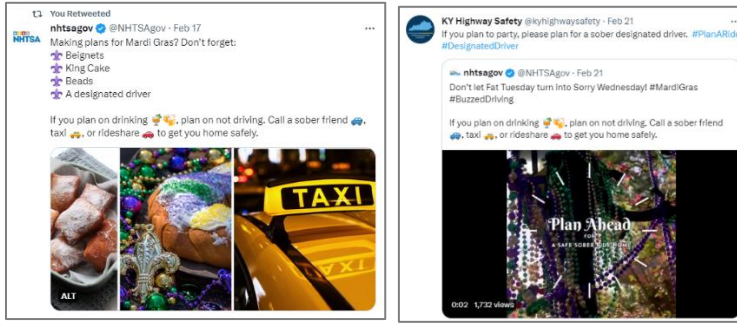 You Retweeted
nhtsagov @NHTSAgov · Feb 17
NHTSA
Making plans for Mardi Gras? Don't forget:
Beignets
King Cake
Beads
A designated driver
If you plan on drinking 🍹🍻, plan on not driving. Call a sober friend 🚙,
taxi 🚕, or rideshare 🚗 to get you home safely.
TAXI
ALT
KY Highway Safety @kyhighwaysafety · Feb 21
If you plan to party, please plan for a sober designated driver. #PlanARide
#DesignatedDriver
nhtsagov @NHTSAgov · Feb 21
Don't let Fat Tuesday turn into Sorry Wednesday! #MardiGras
#BuzzedDriving
If you plan on drinking 🍹🍻, plan on not driving. Call a sober friend
🚙, taxi 🚕, or rideshare 🚗 to get you home safely.
Plan Ahead
FOR
A SAFE SOBER RIDE HOME
0:02 1,732 views